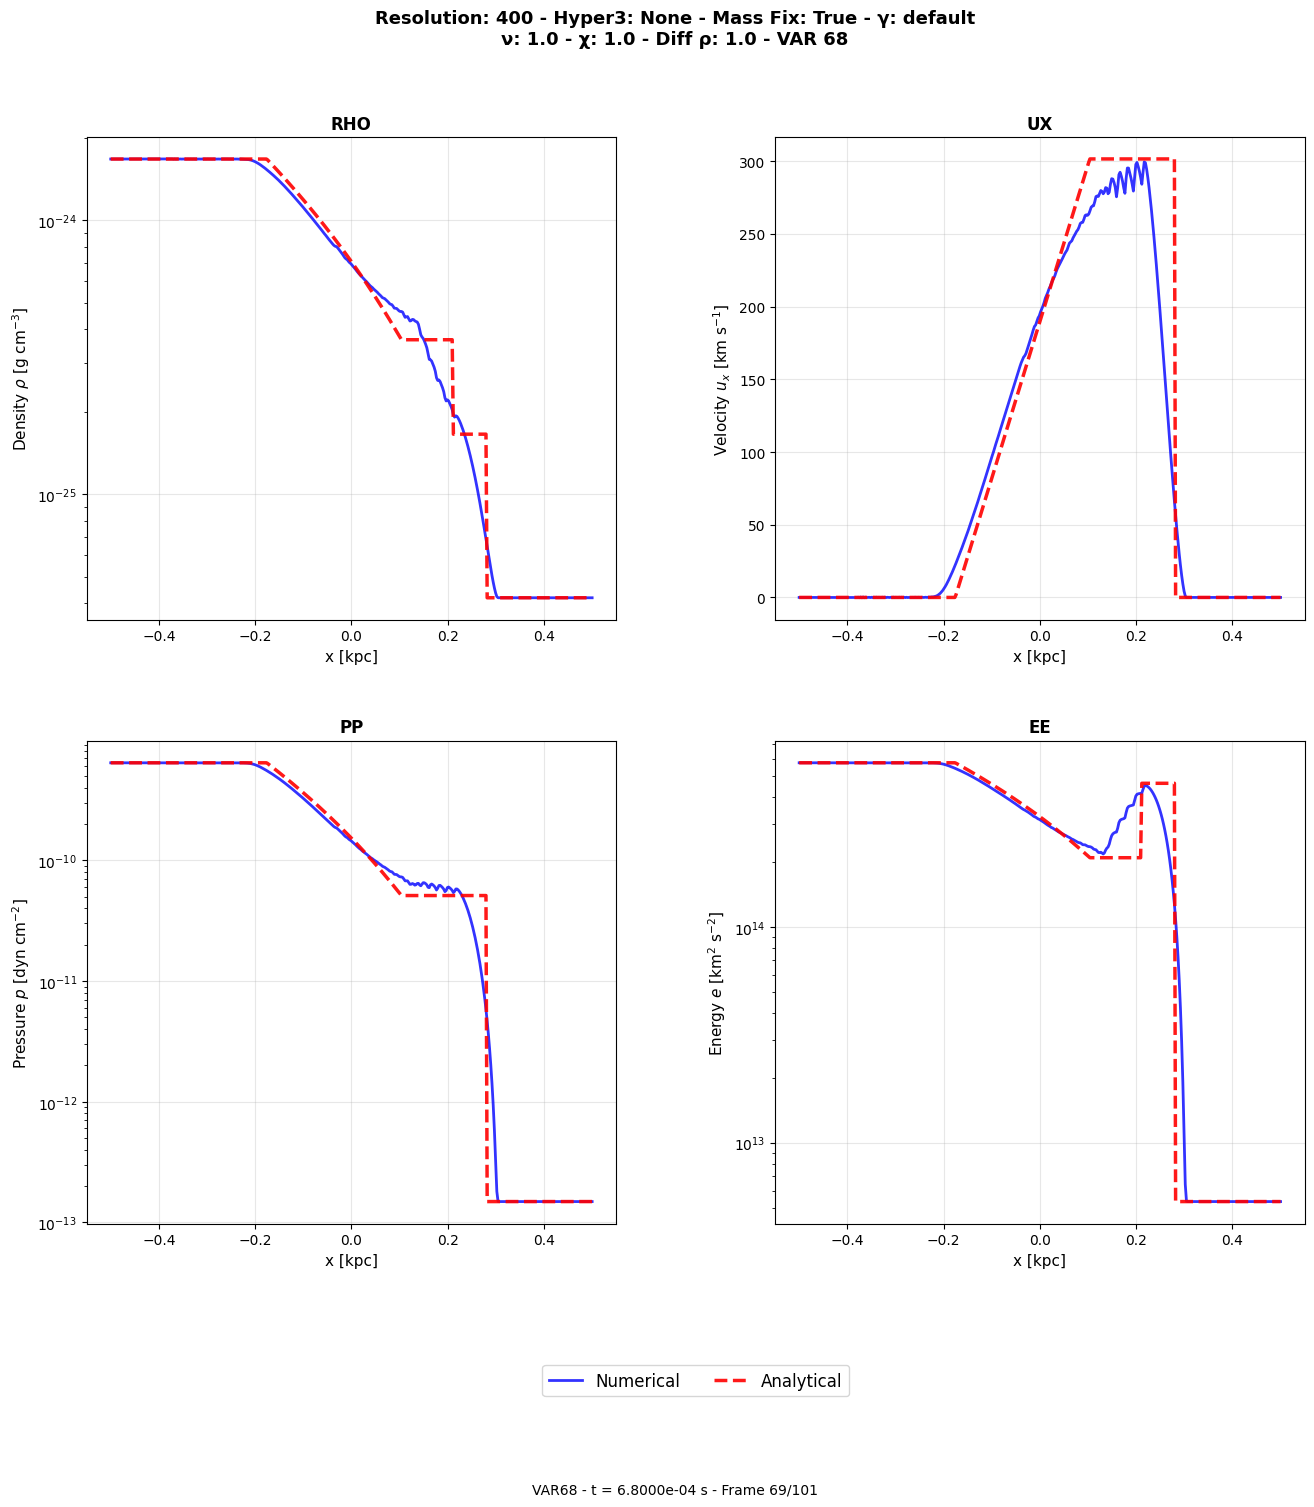 Resolution: 400 - Hyper3: None - Mass Fix: True - γ: default
ν: 1.0 - χ: 1.0 - Diff ρ: 1.0 - VAR 68
RHO
Density ρ [g cm⁻³]
10⁻²⁴
10⁻²⁵
−0.4 −0.2 0.0 0.2 0.4
x [kpc]
UX
Velocity uₓ [km s⁻¹]
300
250
200
150
100
50
0
−0.4 −0.2 0.0 0.2 0.4
x [kpc]
PP
Pressure p [dyn cm⁻²]
10⁻¹⁰
10⁻¹¹
10⁻¹²
10⁻¹³
−0.4 −0.2 0.0 0.2 0.4
x [kpc]
EE
Energy e [km² s⁻²]
10¹⁴
10¹³
−0.4 −0.2 0.0 0.2 0.4
x [kpc]
Numerical Analytical
VAR68 - t = 6.8000e-04 s - Frame 69/101